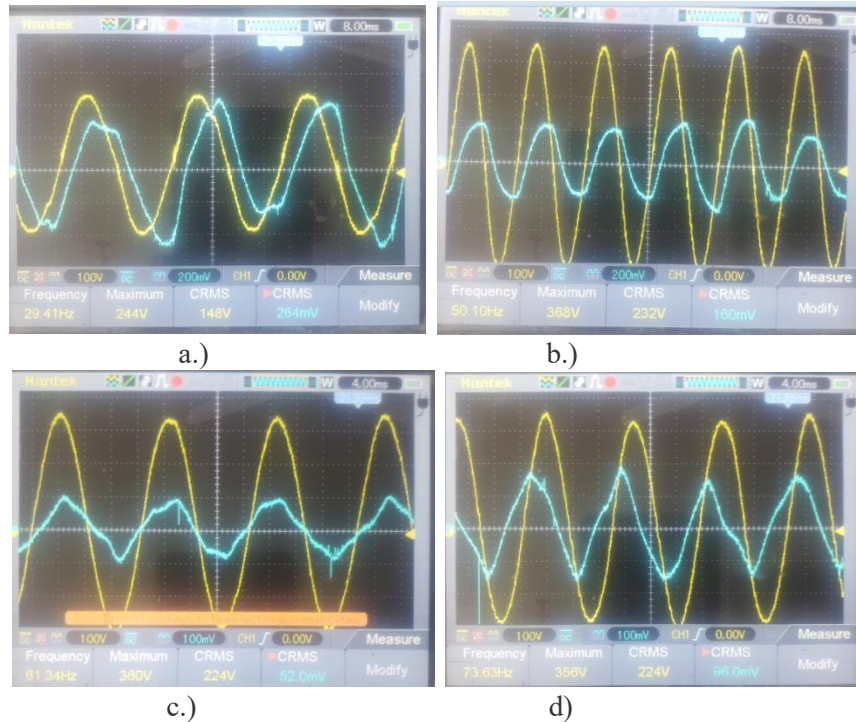 Hantek W 8.00ms
100V 200mV CH1 0.00V Measure
Frequency Maximum CRMS CRMS Modify
29.41Hz 244V 148V 264mV
a.)
Hantek W 8.00ms
100V 200mV CH1 0.00V Measure
Frequency Maximum CRMS CRMS Modify
50.10Hz 368V 232V 160mV
b.)
Hantek W 4.00ms
100V 100mV CH1 0.00V Measure
Frequency Maximum CRMS CRMS Modify
61.34Hz 360V 224V 52.0mV
c.)
Hantek W 4.00ms
100V 100mV CH1 0.00V Measure
Frequency Maximum CRMS CRMS Modify
73.63Hz 356V 224V 96.0mV
d)